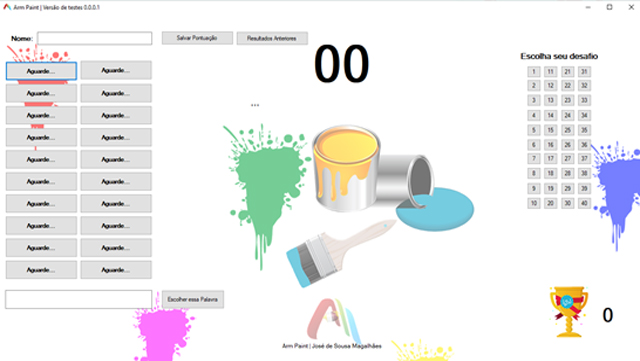 Arm Paint | Versão de testes 0.0.0.1
Nome:
Salvar Pontuação
Resultados Anteriores
00
Escolha seu desafio
Aguarde... Aguarde...
Aguarde... Aguarde...
Aguarde... Aguarde...
Aguarde... Aguarde...
Aguarde... Aguarde...
Aguarde... Aguarde...
Aguarde... Aguarde...
Aguarde... Aguarde...
Aguarde... Aguarde...
Aguarde... Aguarde...
...
1 11 21 31
2 12 22 32
3 13 23 33
4 14 24 34
5 15 25 35
6 16 26 36
7 17 27 37
8 18 28 38
9 19 29 39
10 20 30 40
Escolher essa Palavra
0
Arm Paint | José de Sousa Magalhães